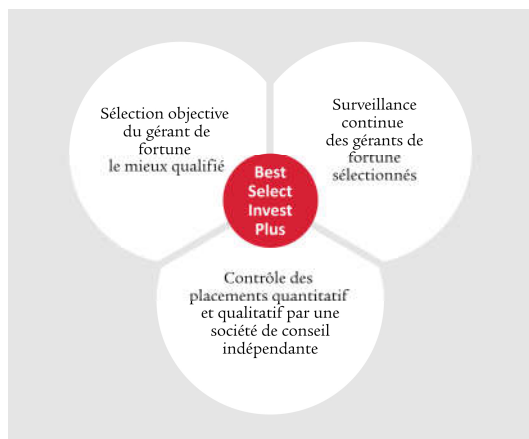 Sélection objective
du gérant de
fortune
le mieux qualifié
Surveillance
continue
des gérants de
fortune
sélectionnés
Best
Select
Invest
Plus
Contrôle des
placements quantitatif
et qualitatif par une
société de conseil
indépendante